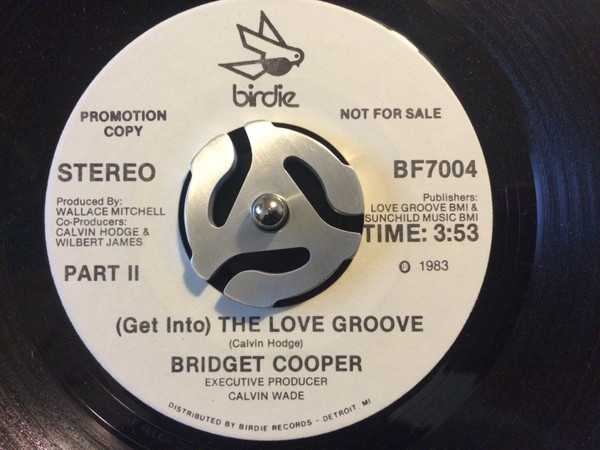 birdie
PROMOTION
COPY
NOT FOR SALE
STEREO
BF7004
Produced By:
WALLACE MITCHELL
Co-Producers:
CALVIN HODGE &
WILBERT JAMES
Publishers:
LOVE GROOVE BMI &
SUNCHILD MUSIC BMI
TIME: 3:53
PART II
℗ 1983
(Get Into) THE LOVE GROOVE
(Calvin Hodge)
BRIDGET COOPER
EXECUTIVE PRODUCER
CALVIN WADE
DISTRIBUTED BY BIRDIE RECORDS - DETROIT, MI